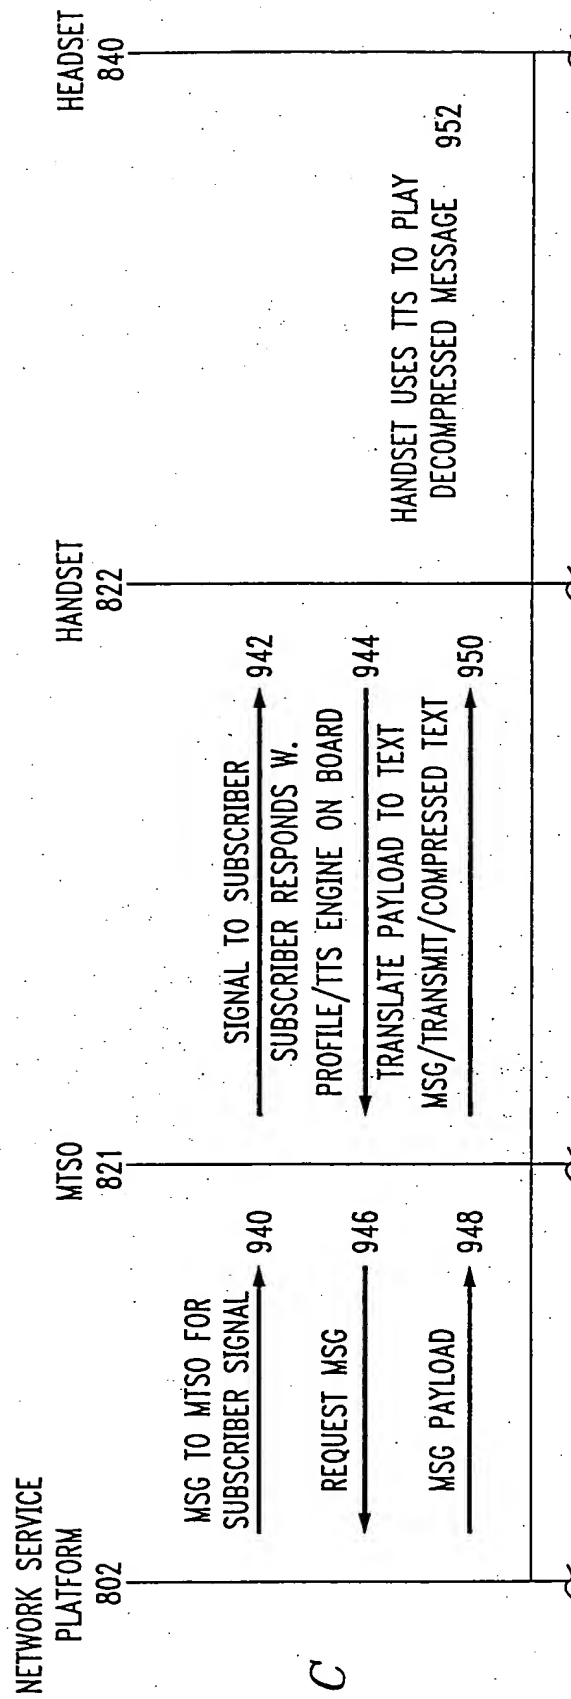 NETWORK SERVICE
PLATFORM
802
MTSO
821
HANDSET
822
HEADSET
840
C
MSG TO MTSO FOR
SUBSCRIBER SIGNAL
940
SIGNAL TO SUBSCRIBER
942
SUBSCRIBER RESPONDS W.
PROFILE/TTS ENGINE ON BOARD
944
REQUEST MSG
946
MSG PAYLOAD
948
TRANSLATE PAYLOAD TO TEXT
MSG/TRANSMIT/COMPRESSED TEXT
950
HANDSET USES TTS TO PLAY
DECOMPRESSED MESSAGE 952